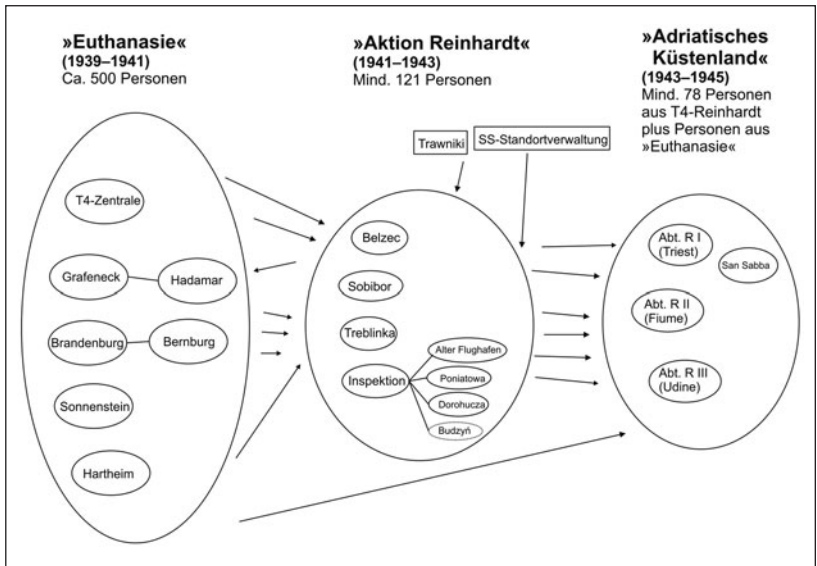 »Euthanasie«
(1939–1941)
Ca. 500 Personen
T4-Zentrale
Grafeneck
Hadamar
Brandenburg
Bernburg
Sonnenstein
Hartheim
»Aktion Reinhardt«
(1941–1943)
Mind. 121 Personen
Trawniki
SS-Standortverwaltung
Belzec
Sobibor
Treblinka
Inspektion
Alter Flughafen
Poniatowa
Dorohucza
Budzyń
»Adriatisches
Küstenland«
(1943–1945)
Mind. 78 Personen
aus T4-Reinhardt
plus Personen aus
»Euthanasie«
Abt. R I
(Triest)
San Sabba
Abt. R II
(Fiume)
Abt. R III
(Udine)